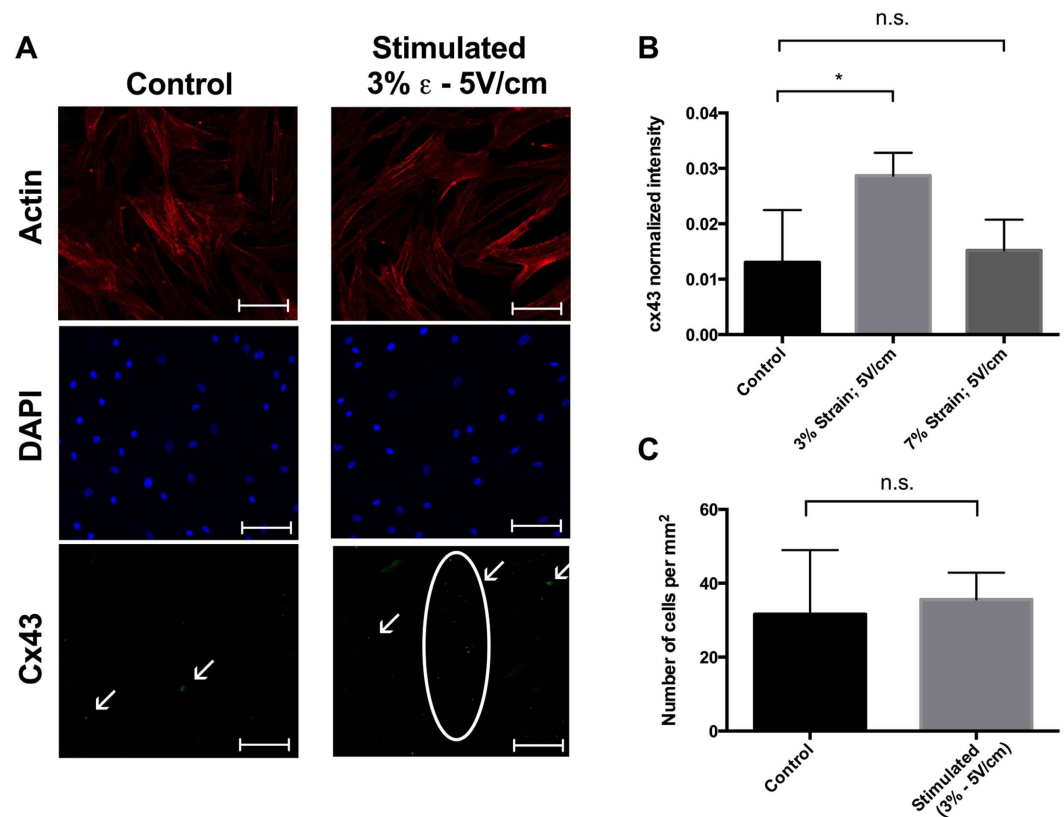 A
Control
Stimulated
3% ε - 5V/cm
Actin
DAPI
Cx43
B
n.s.
*
cx43 normalized intensity
0.04
0.03
0.02
0.01
0.00
Control
3% Strain; 5V/cm
7% Strain; 5V/cm
C
n.s.
Number of cells per mm²
60
40
20
0
Control
Stimulated
(3% - 5V/cm)